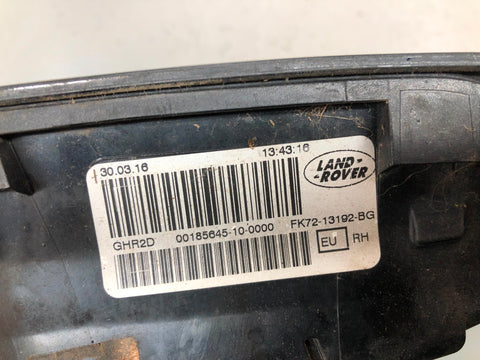 30.03.16 13:43:16
LAND-
ROVER
GHR2D 00185645-10-0000 FK72-13192-BG
EU RH